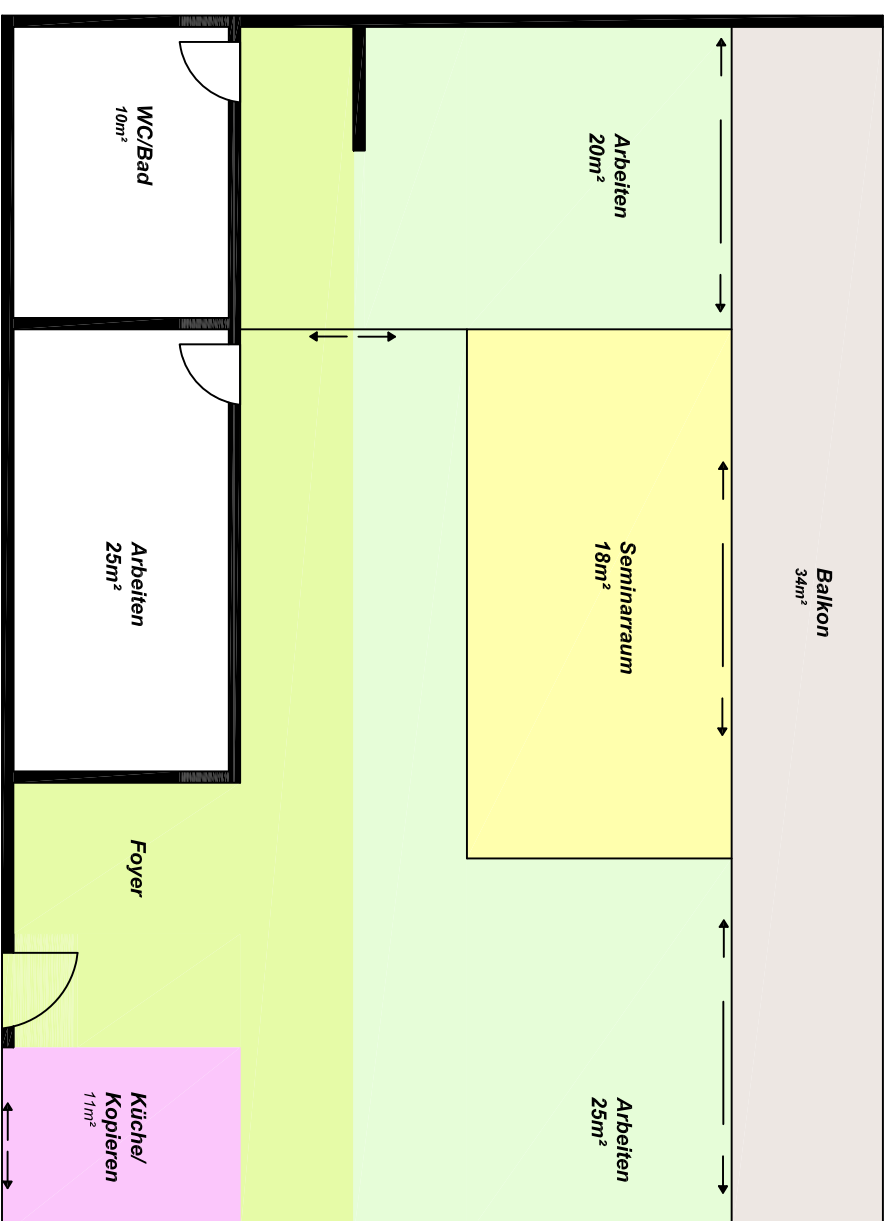 WC/Bad
10m²
Arbeiten
20m²
Arbeiten
25m²
Seminarraum
18m²
Balkon
34m²
Foyer
Küche/
Kopieren
11m²
Arbeiten
25m²